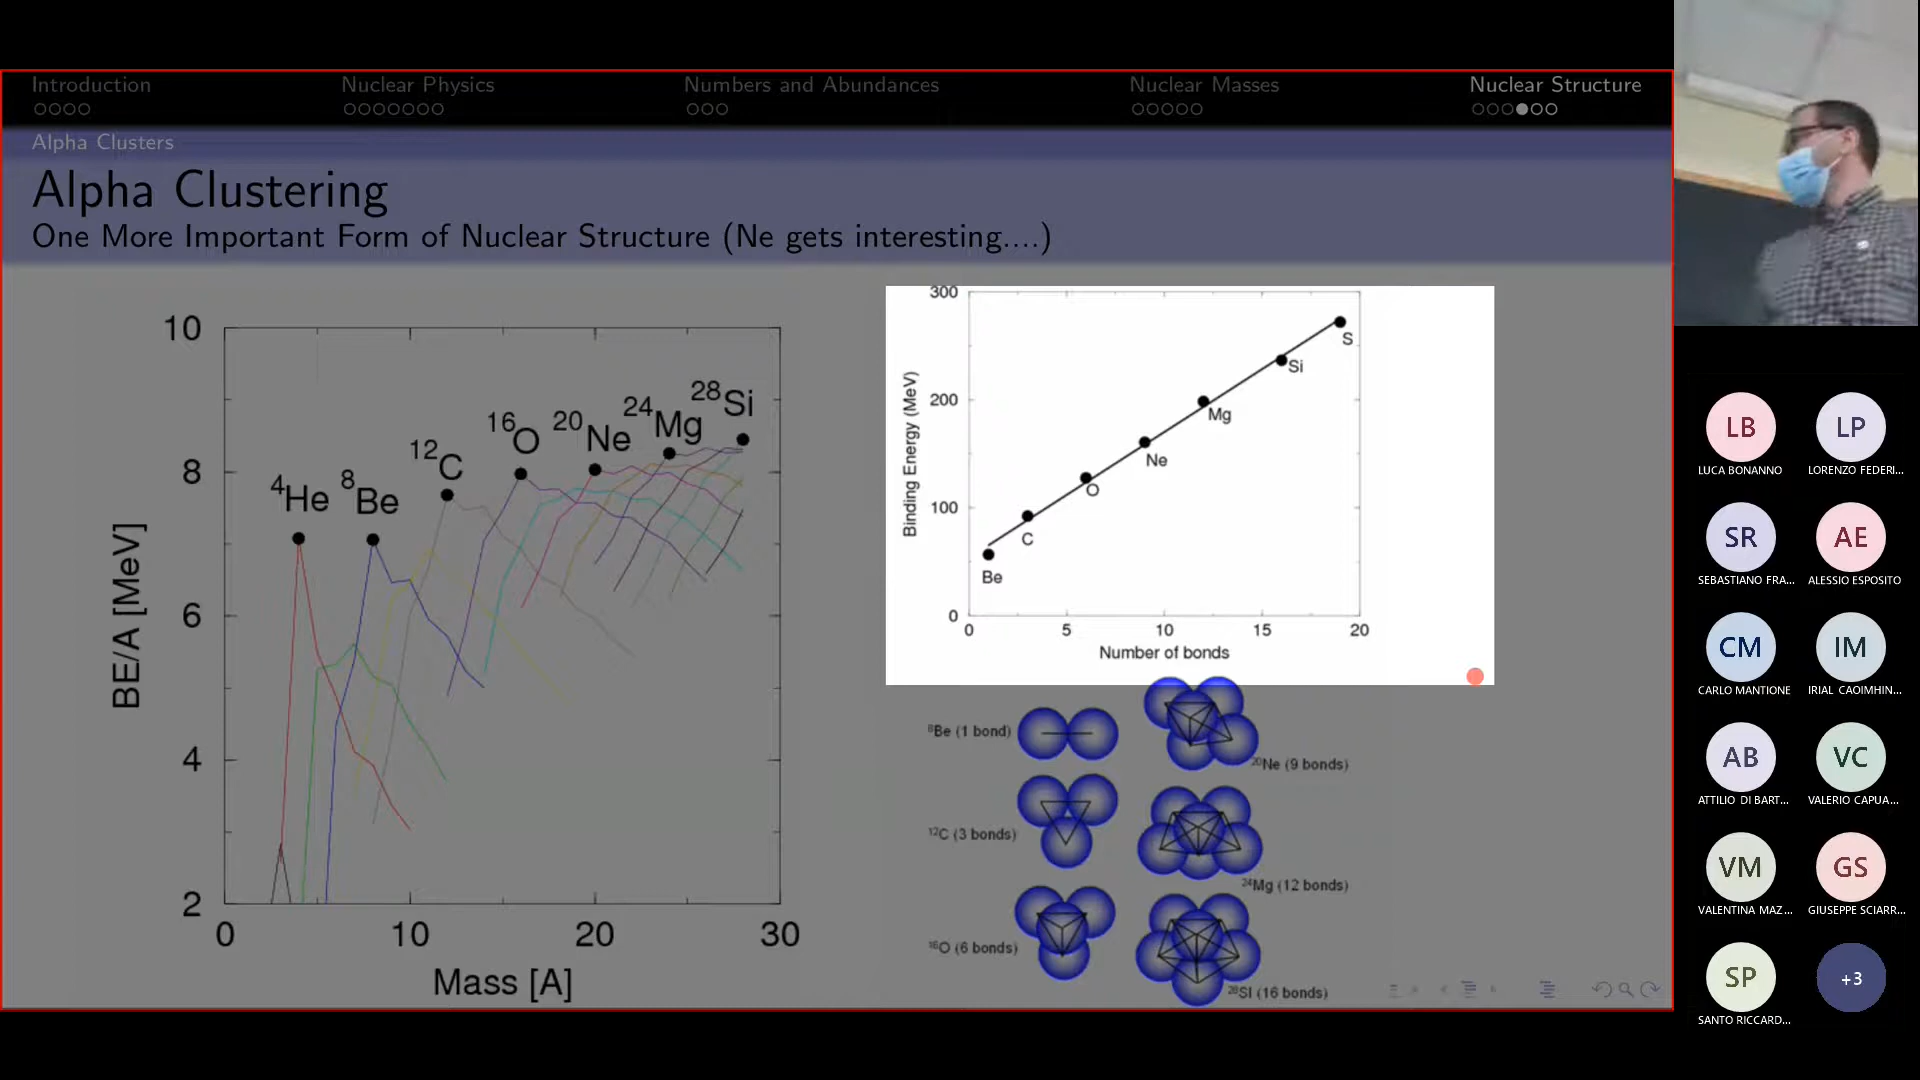 Introduction
Nuclear Physics
Numbers and Abundances
Nuclear Masses
Nuclear Structure
Alpha Clusters
Alpha Clustering
One More Important Form of Nuclear Structure (Ne gets interesting....)
10
8
6
4
2
0
10
20
30
BE/A [MeV]
Mass [A]
⁴He
⁸Be
¹²C
¹⁶O
²⁰Ne
²⁴Mg
²⁸Si
300
200
100
0
0
5
10
15
20
Binding Energy (MeV)
Number of bonds
Be
C
O
Ne
Mg
Si
S
⁸Be (1 bond)
²⁰Ne (9 bonds)
¹²C (3 bonds)
²⁴Mg (12 bonds)
¹⁶O (6 bonds)
²⁸SI (16 bonds)
LB
LUCA BONANNO
LP
LORENZO FEDERI...
SR
SEBASTIANO FRA...
AE
ALESSIO ESPOSITO
CM
CARLO MANTIONE
IM
IRIAL CAOIMHIN...
AB
ATTILIO DI BART...
VC
VALERIO CAPUA...
VM
VALENTINA MAZ...
GS
GIUSEPPE SCIARR...
SP
SANTO RICCARD...
+3